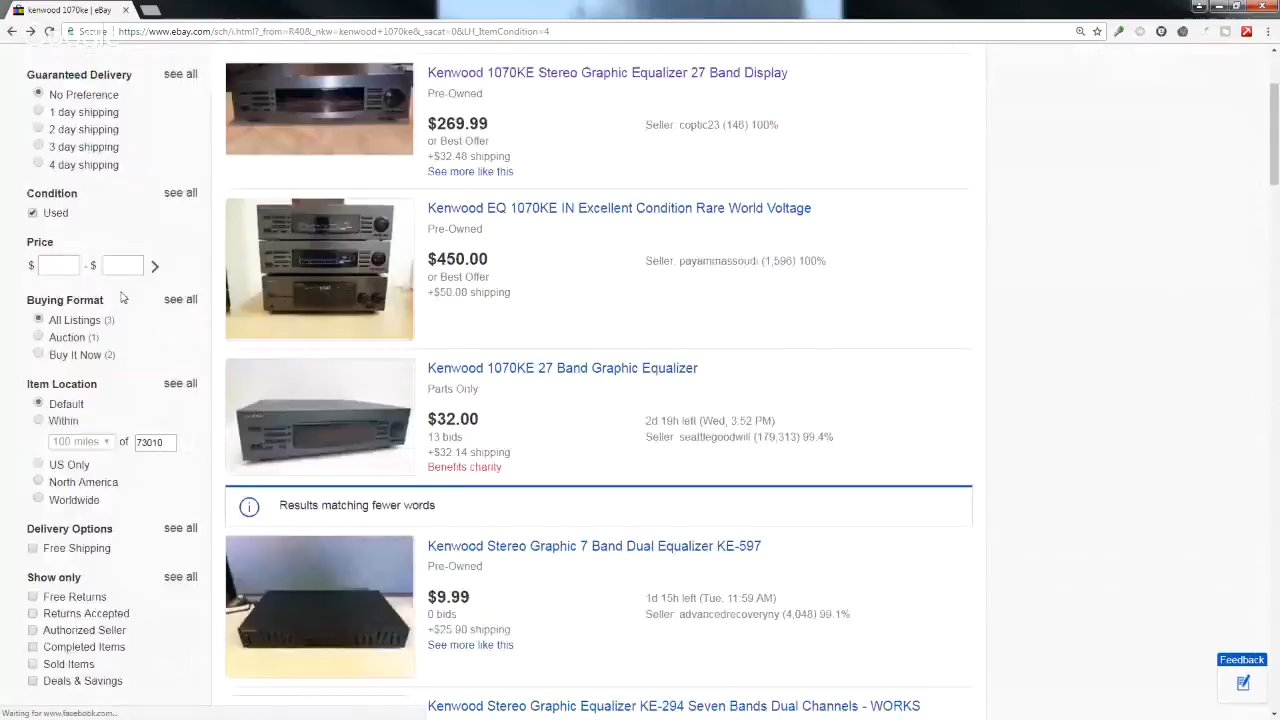 kenwood 1070ke | eBay
Secure
https://www.ebay.com/sch/i.html?_from=R40&_nkw=kenwood+1070ke&_sacat=0&LH_ItemCondition=4
Guaranteed Delivery see all
No Preference
1 day shipping
2 day shipping
3 day shipping
4 day shipping
Condition see all
Used
Price
$ - $
Buying Format see all
All Listings (3)
Auction (1)
Buy It Now (2)
Item Location see all
Default
Within
100 miles of 73010
US Only
North America
Worldwide
Delivery Options see all
Free Shipping
Show only see all
Free Returns
Returns Accepted
Authorized Seller
Completed Items
Sold Items
Deals & Savings
Kenwood 1070KE Stereo Graphic Equalizer 27 Band Display
Pre-Owned
$269.99
or Best Offer
+$32.48 shipping
See more like this
Seller: coptic23 (146) 100%
Kenwood EQ 1070KE IN Excellent Condition Rare World Voltage
Pre-Owned
$450.00
or Best Offer
+$50.00 shipping
Seller: payammassoudi (1,596) 100%
Kenwood 1070KE 27 Band Graphic Equalizer
Parts Only
$32.00
13 bids
+$32.14 shipping
Benefits charity
2d 19h left (Wed, 3:52 PM)
Seller: seattlegoodwill (179,313) 99.4%
Results matching fewer words
Kenwood Stereo Graphic 7 Band Dual Equalizer KE-597
Pre-Owned
$9.99
0 bids
+$25.90 shipping
See more like this
1d 15h left (Tue, 11:59 AM)
Seller: advancedrecoveryny (4,048) 99.1%
Kenwood Stereo Graphic Equalizer KE-294 Seven Bands Dual Channels - WORKS
Feedback
Waiting for www.facebook.com...